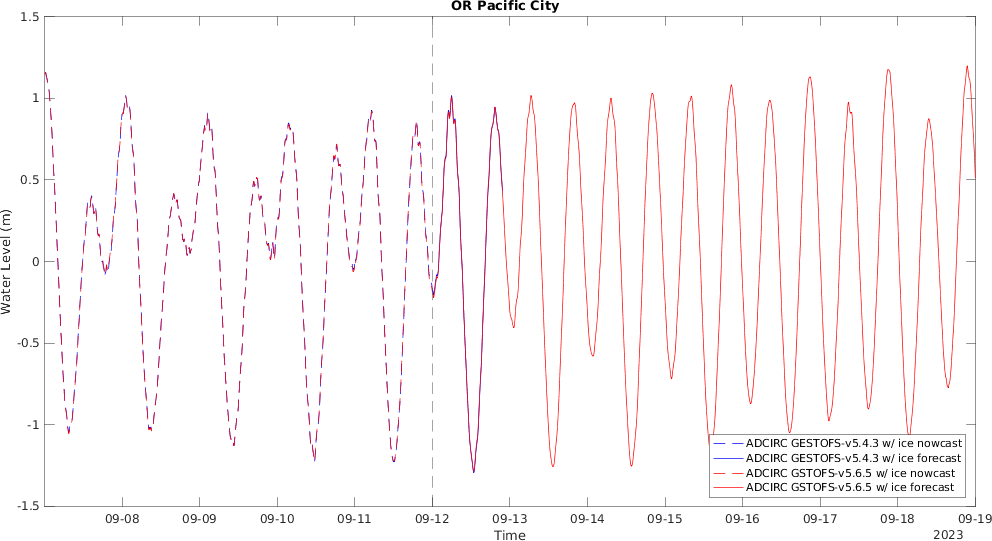 OR Pacific City
1.5
1
0.5
0
-0.5
-1
-1.5
Water Level (m)
ADCIRC GESTOFS-v5.4.3 w/ ice nowcast
ADCIRC GESTOFS-v5.4.3 w/ ice forecast
ADCIRC GSTOFS-v5.6.5 w/ ice nowcast
ADCIRC GSTOFS-v5.6.5 w/ ice forecast
09-08 09-09 09-10 09-11 09-12 09-13 09-14 09-15 09-16 09-17 09-18 09-19
Time
2023